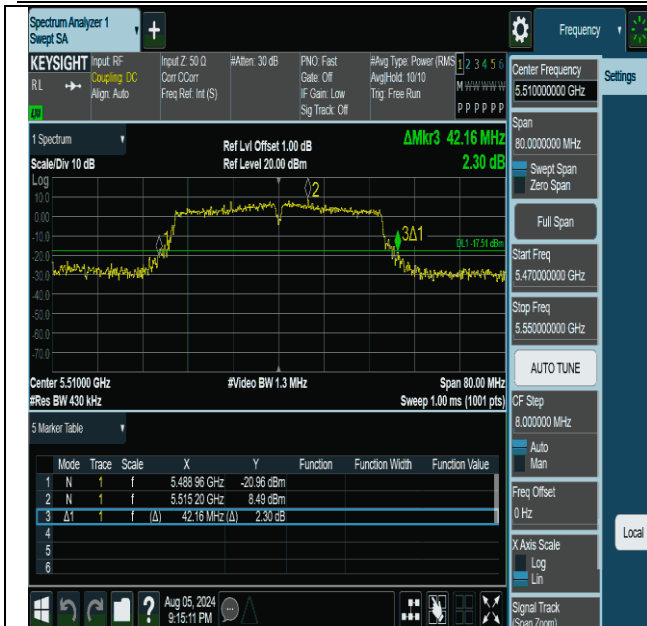 Spectrum Analyzer 1
Swept SA
+
Frequency
KEYSIGHT
RL
Input: RF
Coupling: DC
Align: Auto
Input Z: 50 Ω
Corr CCorr
Freq Ref: Int (S)
#Atten: 30 dB
PNO: Fast
Gate: Off
IF Gain: Low
Sig Track: Off
#Avg Type: Power (RMS
Avg|Hold: 10/10
Trig: Free Run
1 2 3 4 5 6
M W W W W W
P P P P P P
1 Spectrum
Scale/Div 10 dB
Log
Ref Lvl Offset 1.00 dB
Ref Level 20.00 dBm
ΔMkr3 42.16 MHz
2.30 dB
10.0
0.00
-10.0
-20.0
-30.0
-40.0
-50.0
-60.0
-70.0
1
2
3Δ1
DL1 -17.51 dBm
Center 5.51000 GHz
#Res BW 430 kHz
#Video BW 1.3 MHz
Span 80.00 MHz
Sweep 1.00 ms (1001 pts)
5 Marker Table
Mode Trace Scale X Y Function Function Width Function Value
1 N 1 f 5.488 96 GHz -20.96 dBm
2 N 1 f 5.515 20 GHz 8.49 dBm
3 Δ1 1 f (Δ) 42.16 MHz (Δ) 2.30 dB
4
5
6
Aug 05, 2024
9:15:11 PM
?
Center Frequency
5.510000000 GHz
Settings
Span
80.0000000 MHz
Swept Span
Zero Span
Full Span
Start Freq
5.470000000 GHz
Stop Freq
5.550000000 GHz
AUTO TUNE
CF Step
8.000000 MHz
Auto
Man
Freq Offset
0 Hz
Local
X Axis Scale
Log
Lin
Signal Track
(Span Zoom)